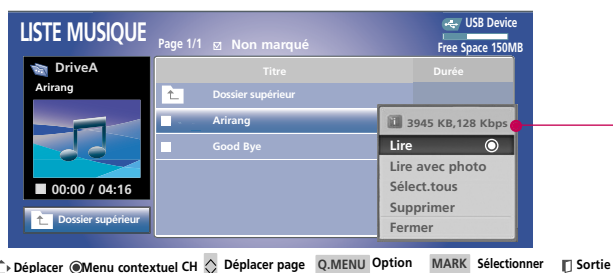 LISTE MUSIQUE
Page 1/1 Non marqué
USB Device
Free Space 150MB
DriveA
Arirang
00:00 / 04:16
Dossier supérieur
Titre Durée
Dossier supérieur
Arirang
Good Bye
3945 KB,128 Kbps
Lire
Lire avec photo
Sélect.tous
Supprimer
Fermer
Déplacer Menu contextuel CH Déplacer page Q.MENU Option MARK Sélectionner Sortie